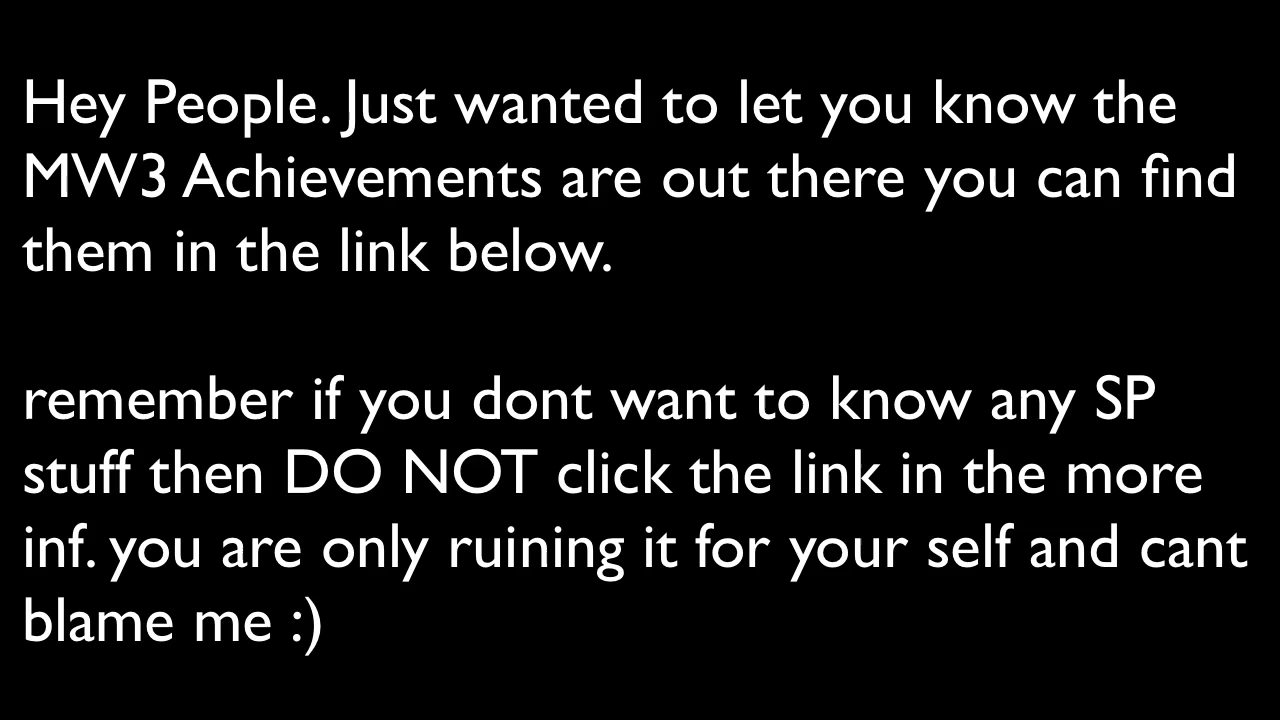 Hey People. Just wanted to let you know the
MW3 Achievements are out there you can find
them in the link below.
remember if you dont want to know any SP
stuff then DO NOT click the link in the more
inf. you are only ruining it for your self and cant
blame me :)